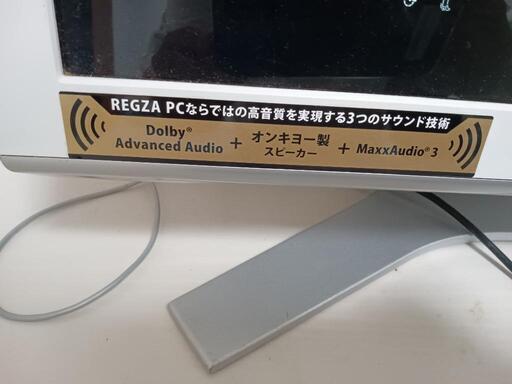 REGZA PCならではの高音質を実現する3つのサウンド技術
Dolby® Advanced Audio + オンキヨー製スピーカー + MaxxAudio® 3